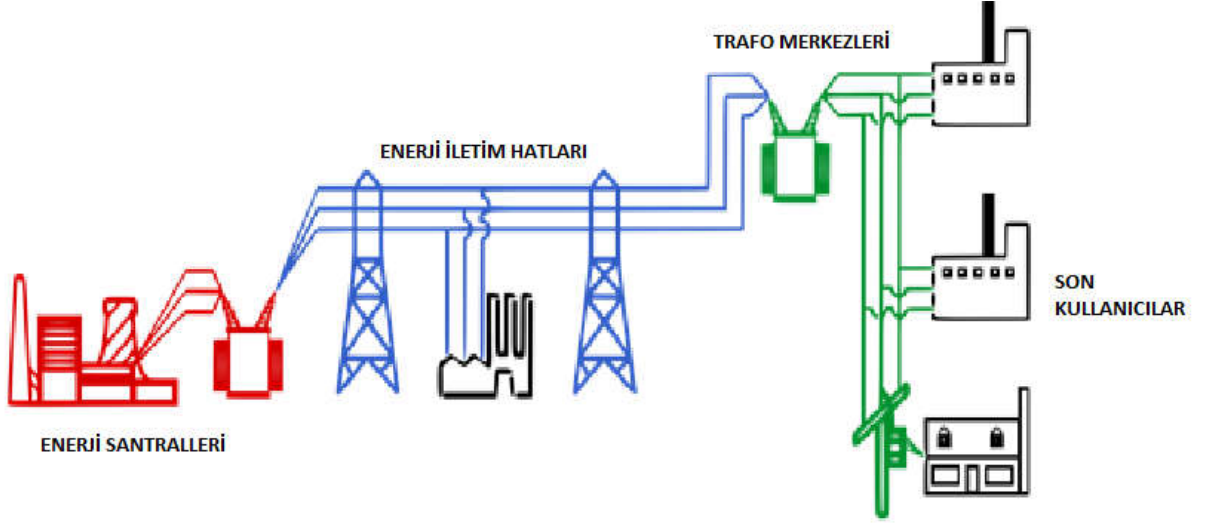 TRAFO MERKEZLERİ
ENERJİ İLETİM HATLARI
SON
KULLANICILAR
ENERJİ SANTRALLERİ